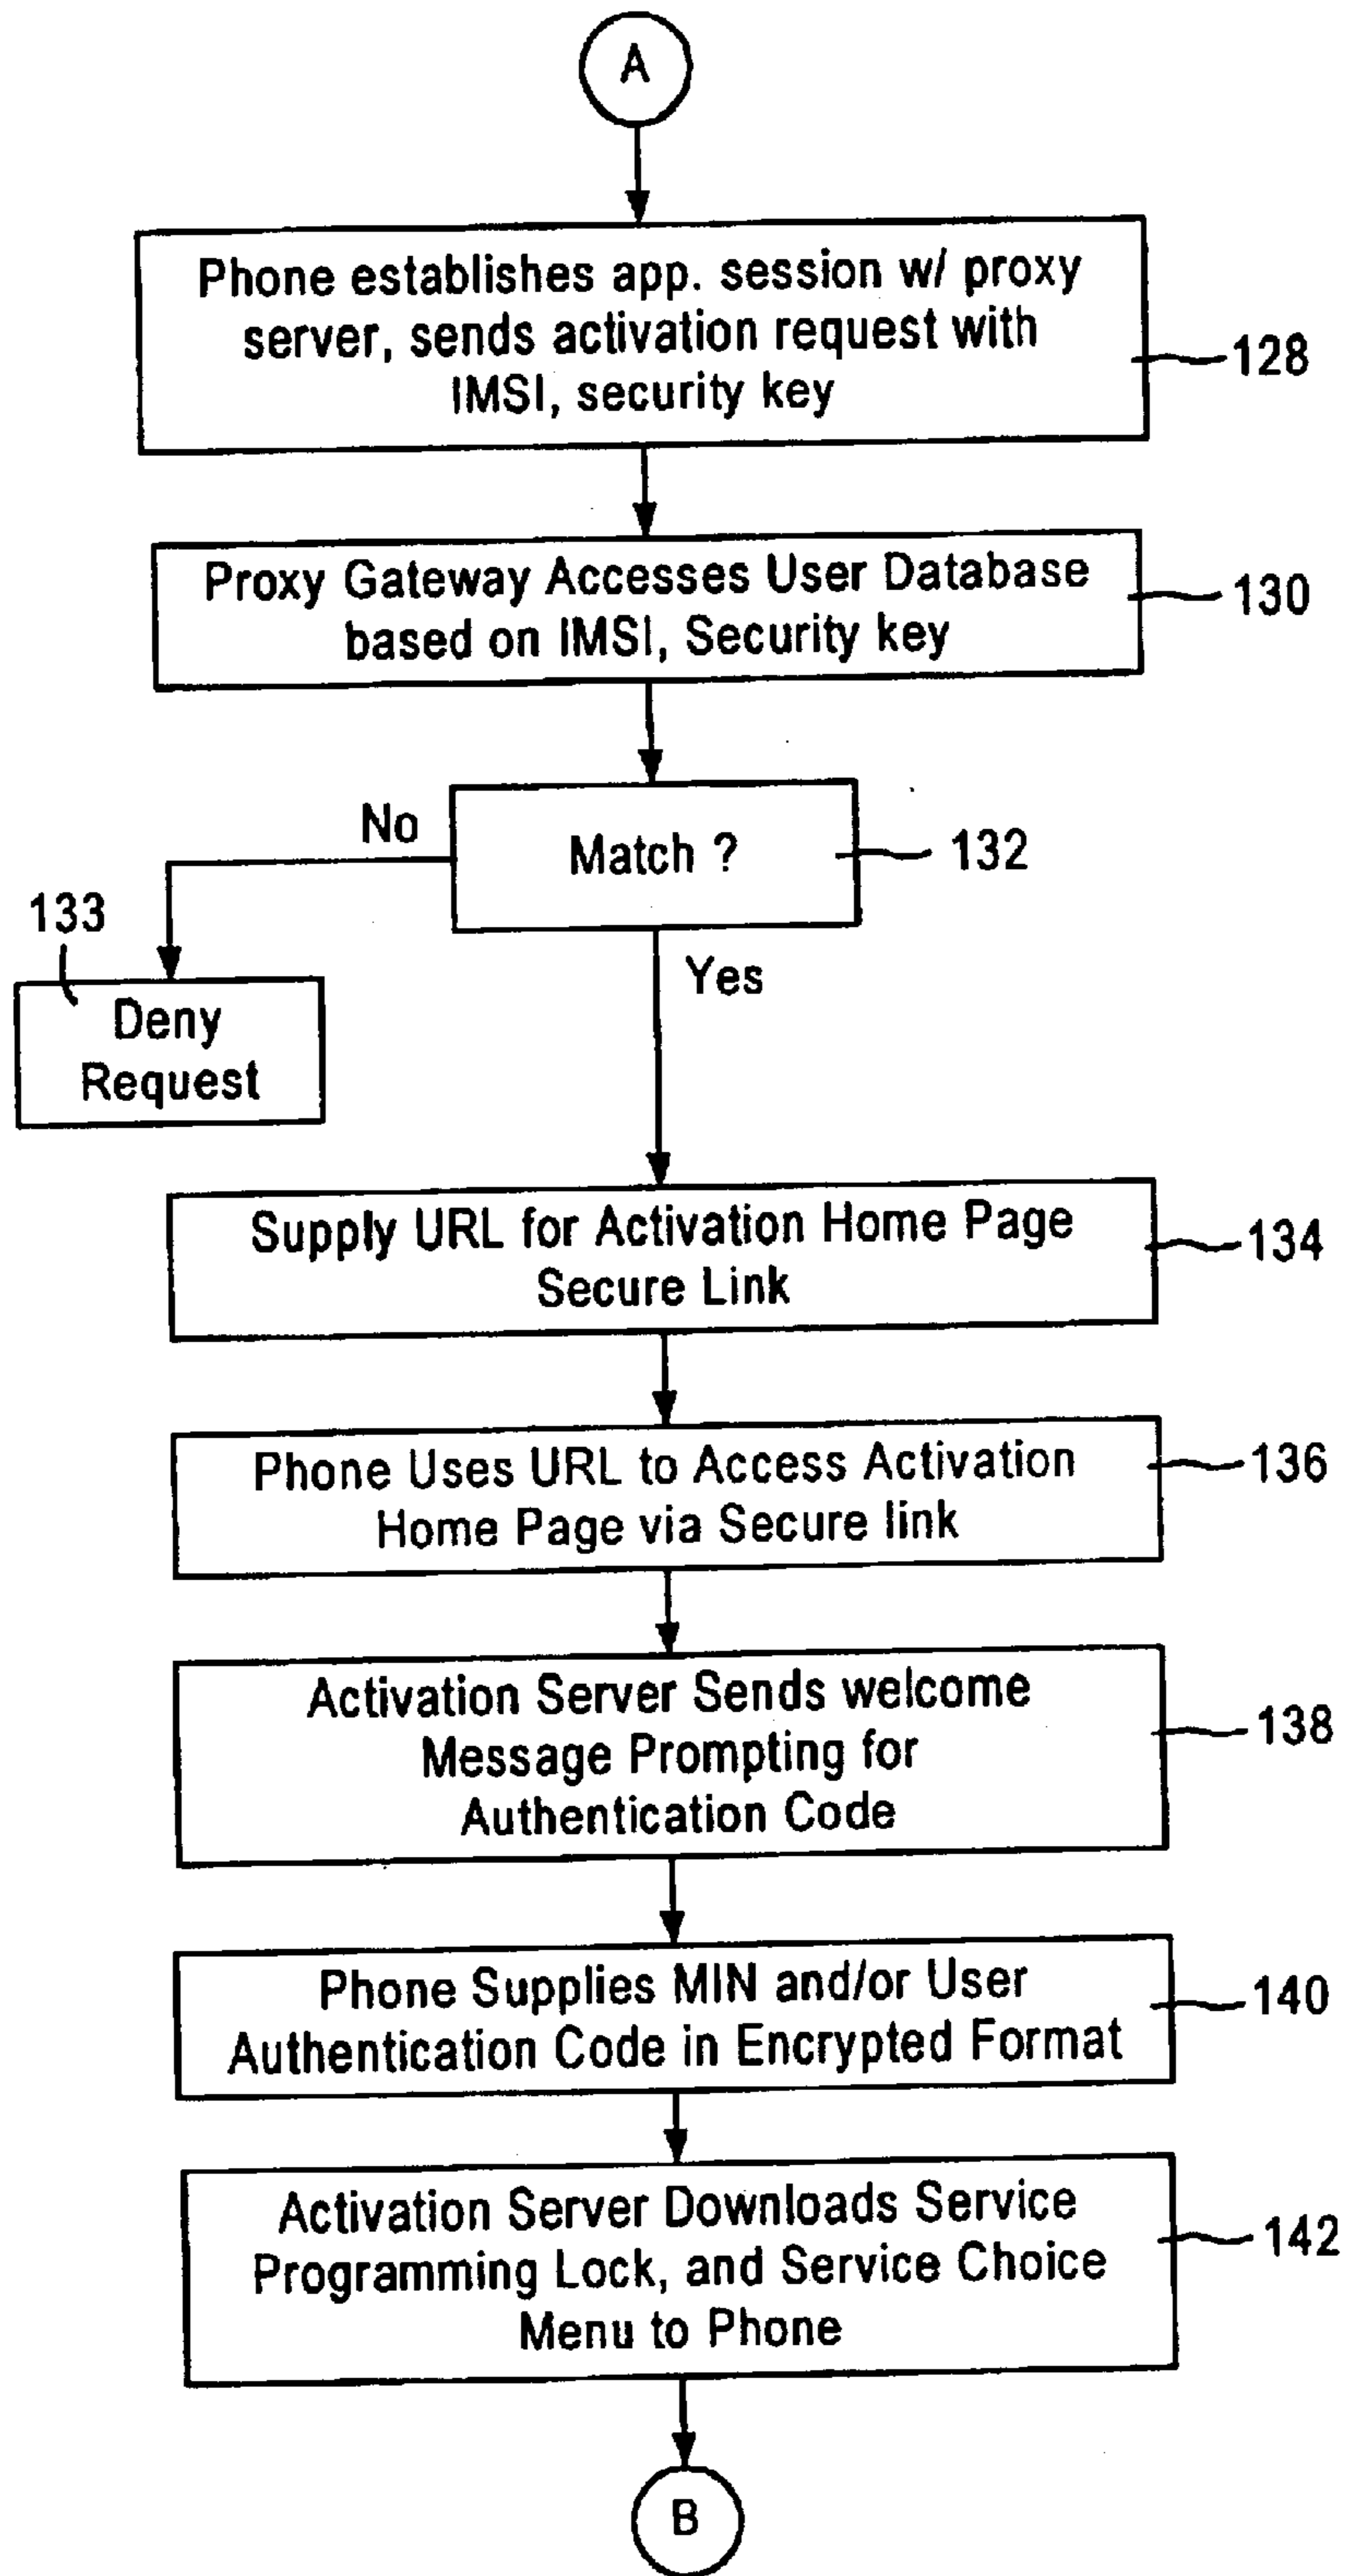 A
Phone establishes app. session w/ proxy
server, sends activation request with
IMSI, security key
128
Proxy Gateway Accesses User Database
based on IMSI, Security key
130
No
Match ?
132
133
Yes
Deny
Request
Supply URL for Activation Home Page
Secure Link
134
Phone Uses URL to Access Activation
Home Page via Secure link
136
Activation Server Sends welcome
Message Prompting for
Authentication Code
138
Phone Supplies MIN and/or User
Authentication Code in Encrypted Format
140
Activation Server Downloads Service
Programming Lock, and Service Choice
Menu to Phone
142
B